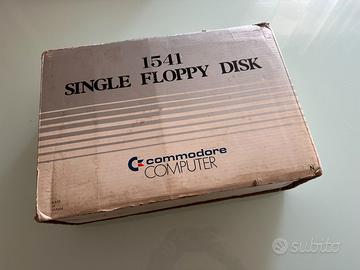 1541
SINGLE FLOPPY DISK
commodore
COMPUTER
N
subito